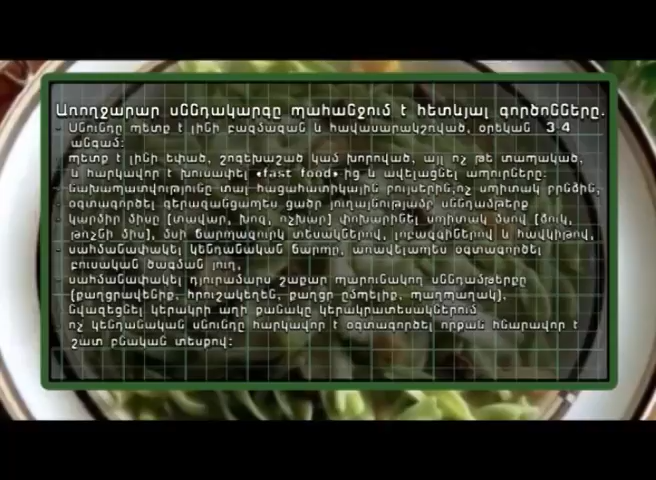 Առողջարար սննդակարգը պահանջում է հետևյալ գործոնները.
- Սնունդը պետք է լինի բազմազան և հավասարակշռված, օրեկան 3-4
անգամ:
պետք է լինի եփած, շոգեխաշած կամ խորոված, այլ ոչ թե տապակած,
և հարկավոր է խուսափել «fast food»-ից և ավելացնել ապուրները:
նախապատվությունը տալ հացահատիկային բույսերին,ոչ սպիտակ բրնձին,
- օգտագործել գերազանցապես ցածր յուղայնությամբ սննդամթերք
- կարմիր միսը [տավար, խոզ, ոչխար] փոխարինել սպիտակ մսով [ձուկ,
թռչնի միս], մսի ճարպազուրկ տեսակներով, լոբազգիներով և հավկիթով,
- սահմանափակել կենդանական ճարպը, առավելապես օգտագործել
բուսական ծագման յուղ,
- սահմանափակել դյուրամարս շաքար պարունակող սննդամթերքը
(քաղցրավենիք, հրուշակեղեն, քաղցր ըմպելիք, պաղպաղակ),
նվազեցնել կերակրի աղի քանակը կերակրատեսակներում
ոչ կենդանական սնունդը հարկավոր է օգտագործել որքան հնարավոր է
շատ բնական տեսքով: